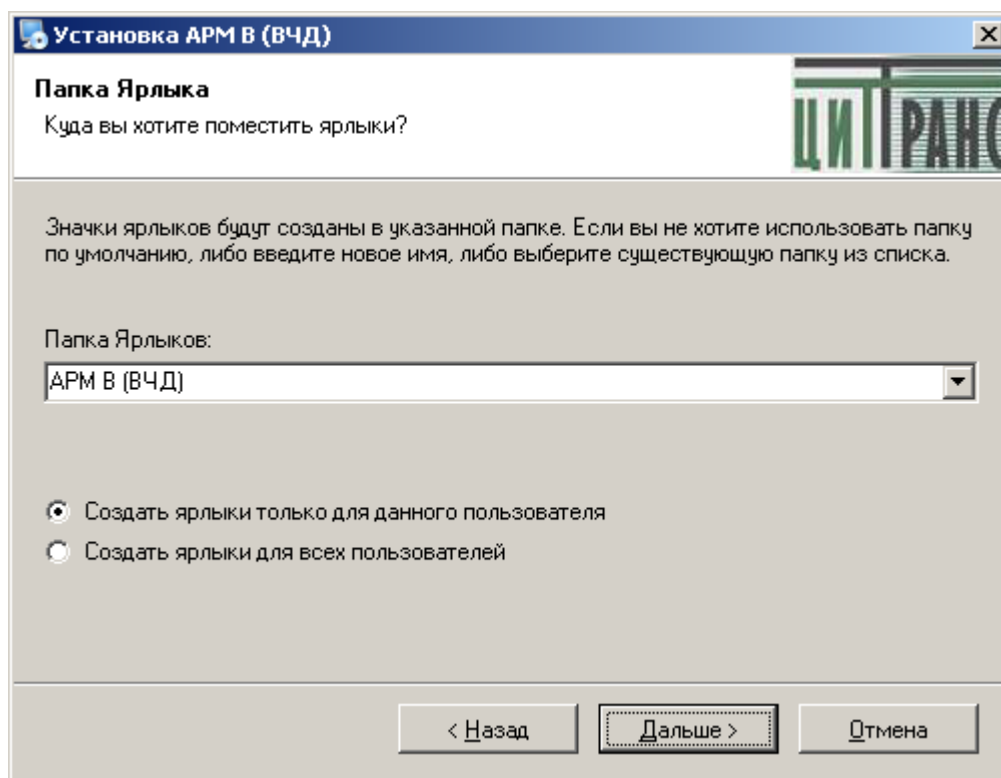 Установка АРМ В (ВЧД)
Папка Ярлыка
Куда вы хотите поместить ярлыки?
ЦИТТРАНС
Значки ярлыков будут созданы в указанной папке. Если вы не хотите использовать папку
по умолчанию, либо введите новое имя, либо выберите существующую папку из списка.
Папка Ярлыков:
АРМ В (ВЧД)
Создать ярлыки только для данного пользователя
Создать ярлыки для всех пользователей
< Назад
Дальше >
Отмена